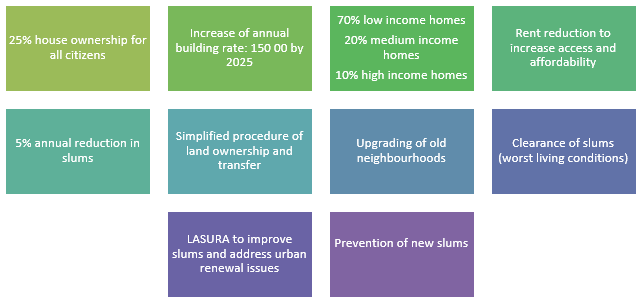 25% house ownership for
all citizens
Increase of annual
building rate: 150 00 by
2025
70% low income homes
20% medium income
homes
10% high income homes
Rent reduction to
increase access and
affordability
5% annual reduction in
slums
Simplified procedure of
land ownership and
transfer
Upgrading of old
neighbourhoods
Clearance of slums
(worst living conditions)
LASURA to improve
slums and address urban
renewal issues
Prevention of new slums